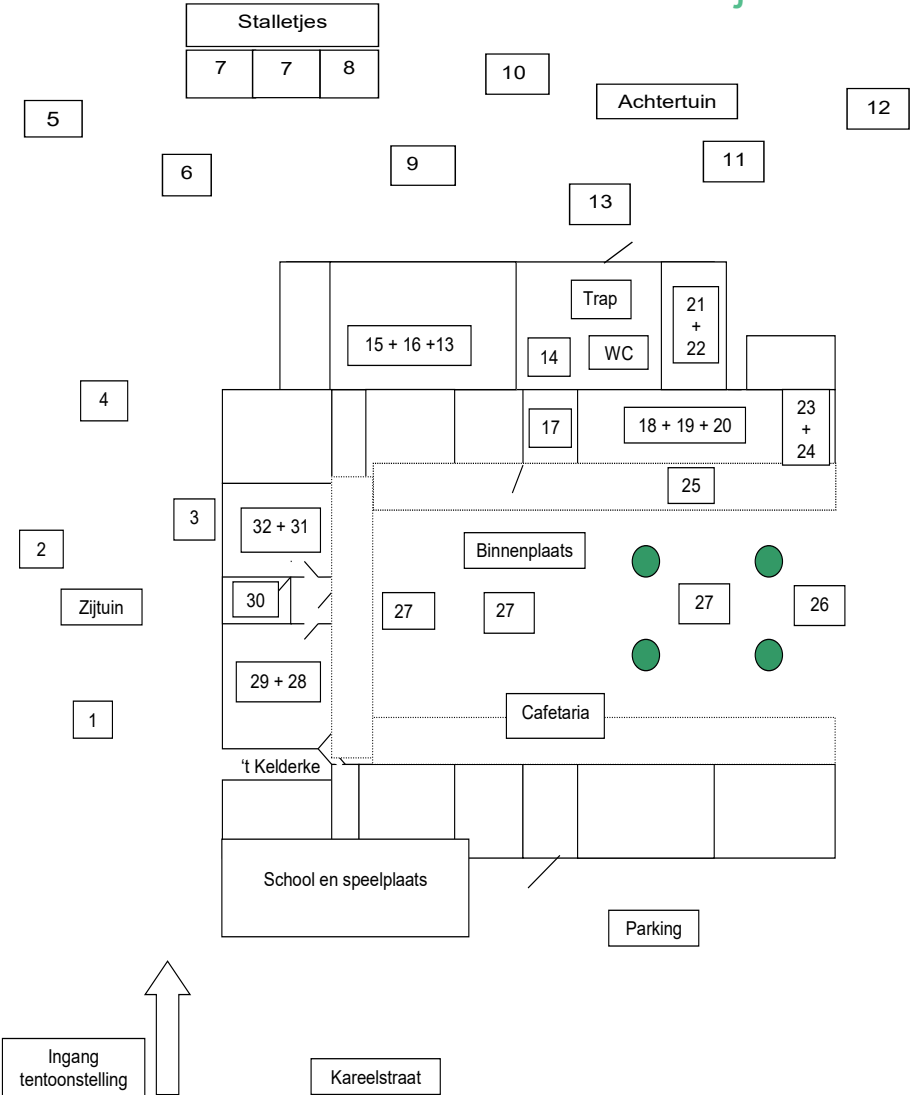 Stalletjes
7 7 8
10
Achtertuin
12
5
6
9
11
13
Trap
21
+
22
15 + 16 +13
14
WC
4
17
18 + 19 + 20
23
+
24
25
3
32 + 31
2
Binnenplaats
30
Zijtuin
27
27
27
26
29 + 28
1
Cafetaria
‘t Kelderke
School en speelplaats
Parking
Ingang
tentoonstelling
Kareelstraat